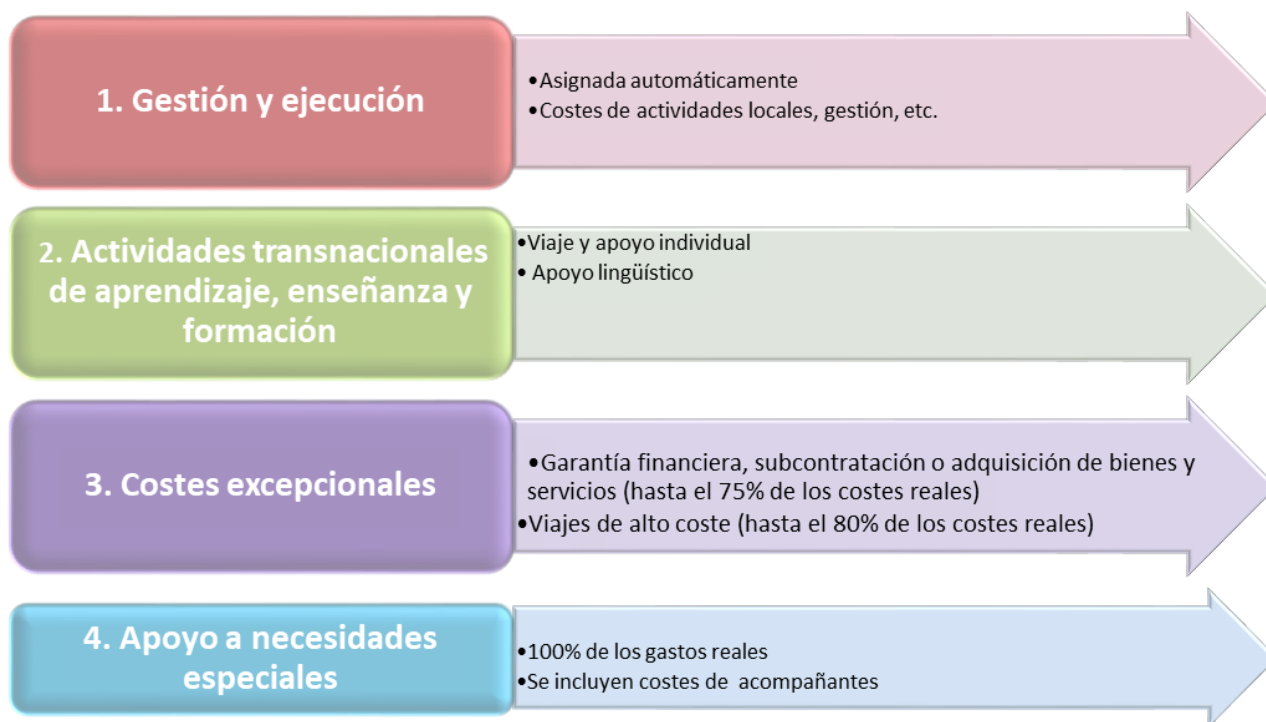 1. Gestión y ejecución
•Asignada automáticamente
•Costes de actividades locales, gestión, etc.
2. Actividades transnacionales
de aprendizaje, enseñanza y
formación
•Viaje y apoyo individual
• Apoyo lingüístico
3. Costes excepcionales
•Garantía financiera, subcontratación o adquisición de bienes y
servicios (hasta el 75% de los costes reales)
•Viajes de alto coste (hasta el 80% de los costes reales)
4. Apoyo a necesidades
especiales
•100% de los gastos reales
•Se incluyen costes de acompañantes